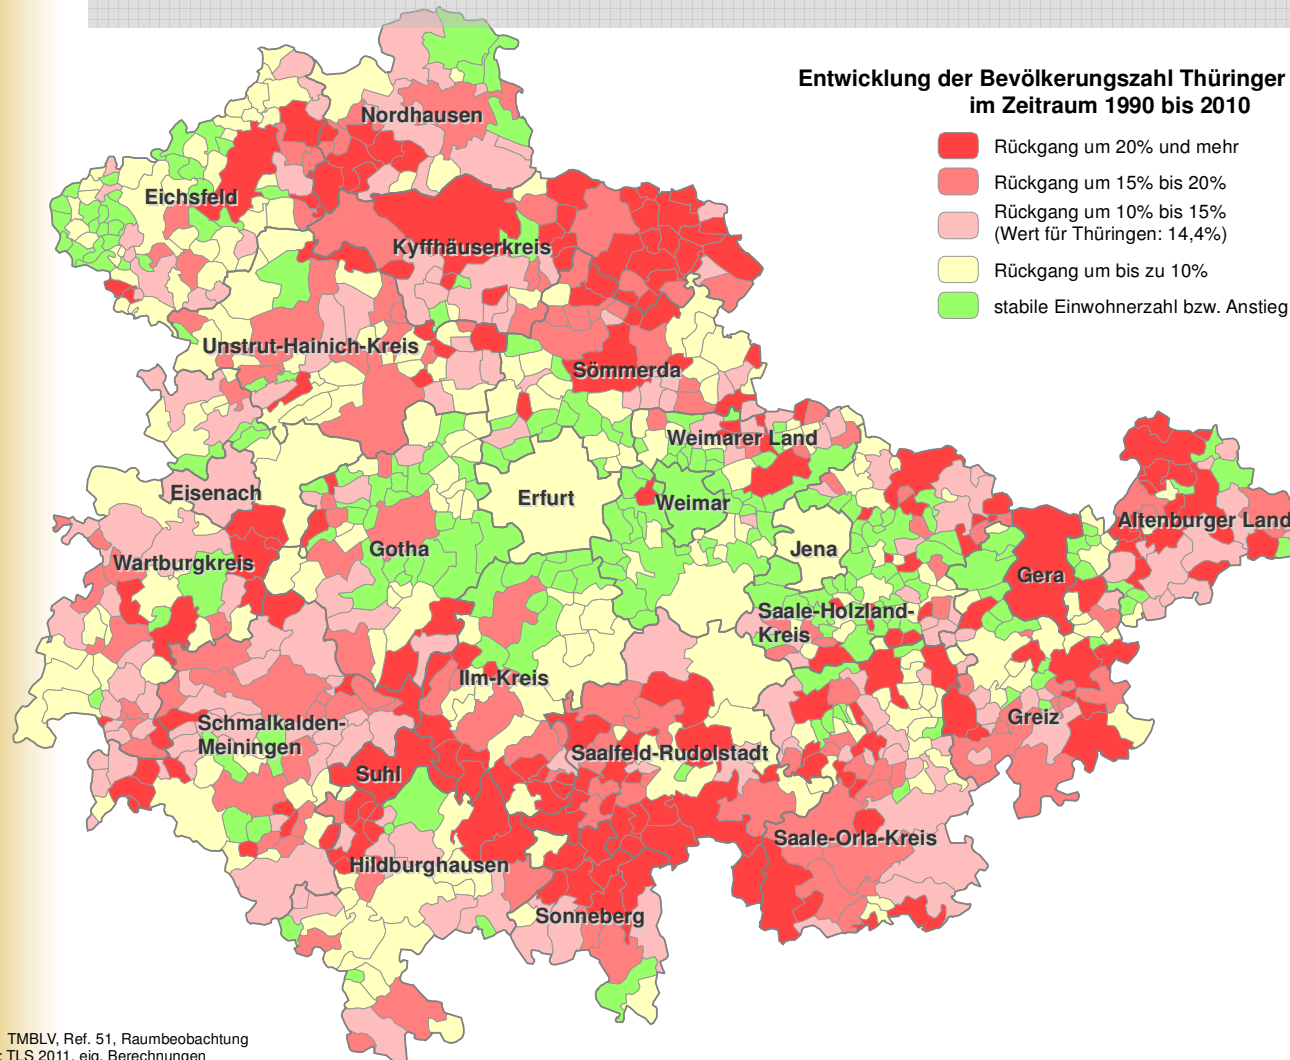 Entwicklung der Bevölkerungszahl Thüringer
im Zeitraum 1990 bis 2010
Rückgang um 20% und mehr
Rückgang um 15% bis 20%
Rückgang um 10% bis 15%
(Wert für Thüringen: 14,4%)
Rückgang um bis zu 10%
stabile Einwohnerzahl bzw. Anstieg
Nordhausen
Eichsfeld
Kyffhäuserkreis
Unstrut-Hainich-Kreis
Sömmerda
Weimarer Land
Eisenach
Erfurt
Weimar
Altenburger Land
Gotha
Jena
Wartburgkreis
Gera
Saale-Holzland-
Kreis
Ilm-Kreis
Schmalkalden-
Meiningen
Greiz
Saalfeld-Rudolstadt
Suhl
Saale-Orla-Kreis
Hildburghausen
Sonneberg
TMBLV, Ref. 51, Raumbeobachtung
: TLS 2011, eig. Berechnungen